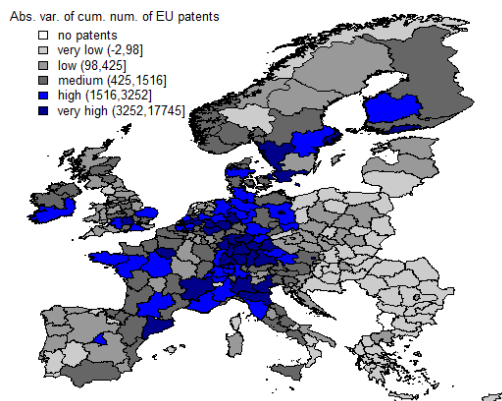 Abs. var. of cum. num. of EU patents
no patents
very low (-2,98]
low (98,425]
medium (425,1516]
high (1516,3252]
very high (3252,17745]